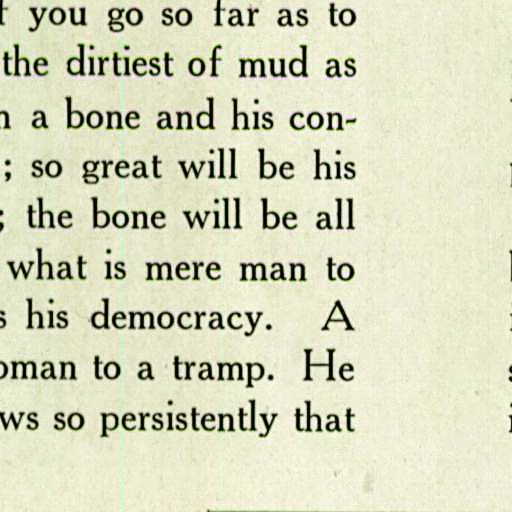 you go so far as to
the dirtiest of mud as
a bone and his con-
; so great will be his
; the bone will be all
what is mere man to
his democracy. A
to a tramp. He
so persistently that